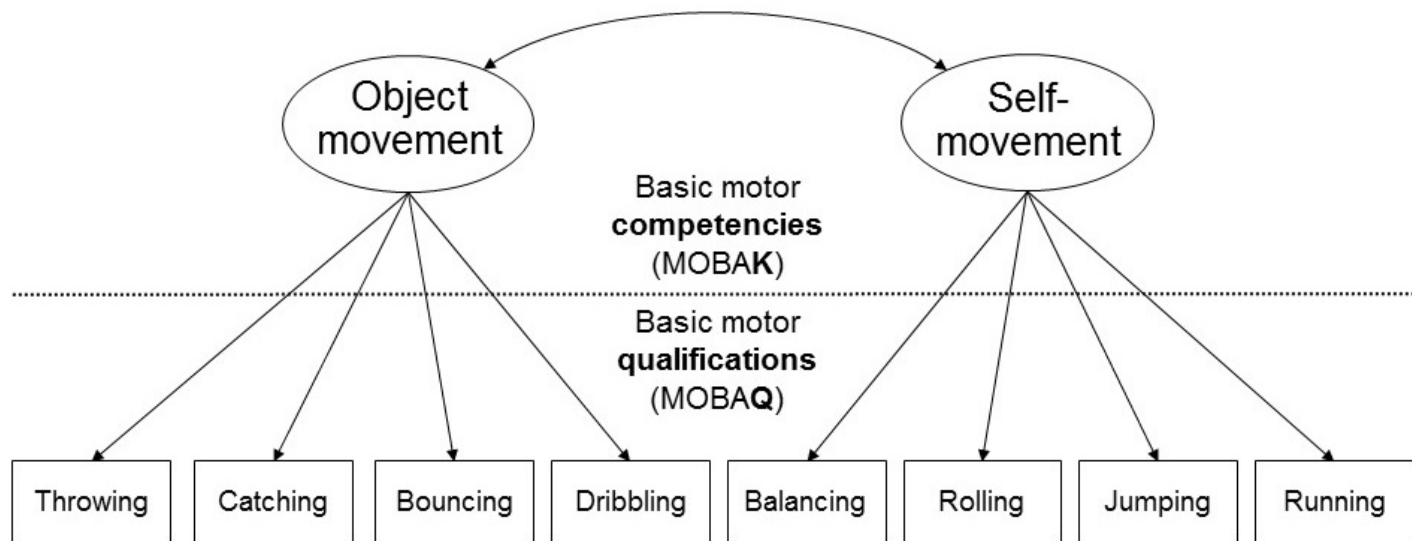 Object
movement
Self-
movement
Basic motor
competencies
(MOBAK)
Basic motor
qualifications
(MOBAQ)
Throwing
Catching
Bouncing
Dribbling
Balancing
Rolling
Jumping
Running